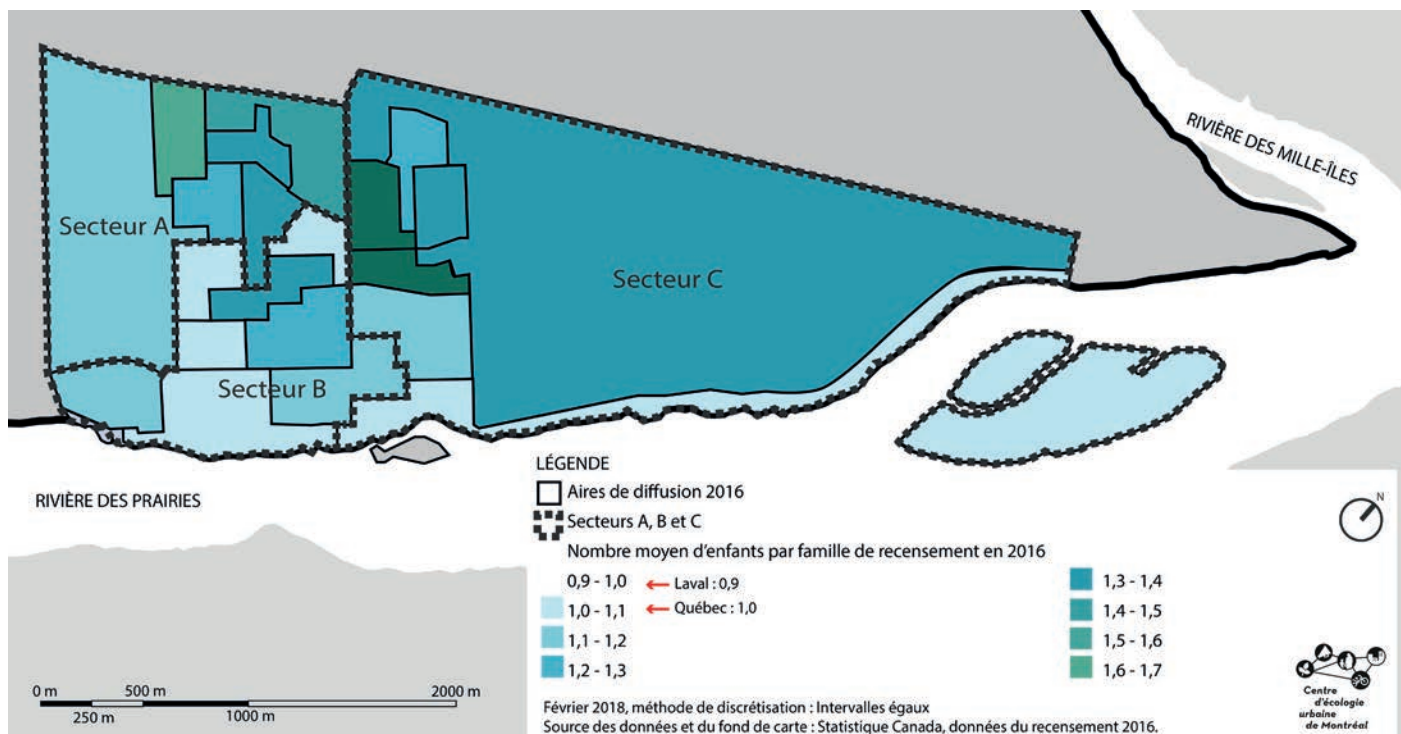 RIVIÈRE DES MILLE-ÎLES
Secteur A
Secteur C
Secteur B
RIVIÈRE DES PRAIRIES
0 m
500 m
2000 m
250 m
1000 m
LÉGENDE
Aires de diffusion 2016
Secteurs A, B et C
Nombre moyen d'enfants par famille de recensement en 2016
0,9 - 1,0
Laval : 0,9
1,0 - 1,1
Québec : 1,0
1,1 - 1,2
1,2 - 1,3
1,3 - 1,4
1,4 - 1,5
1,5 - 1,6
1,6 - 1,7
Février 2018, méthode de discrétisation : Intervalles égaux
Source des données et du fond de carte : Statistique Canada, données du recensement 2016.
N
Centre
d'écologie
urbaine
de Montréal